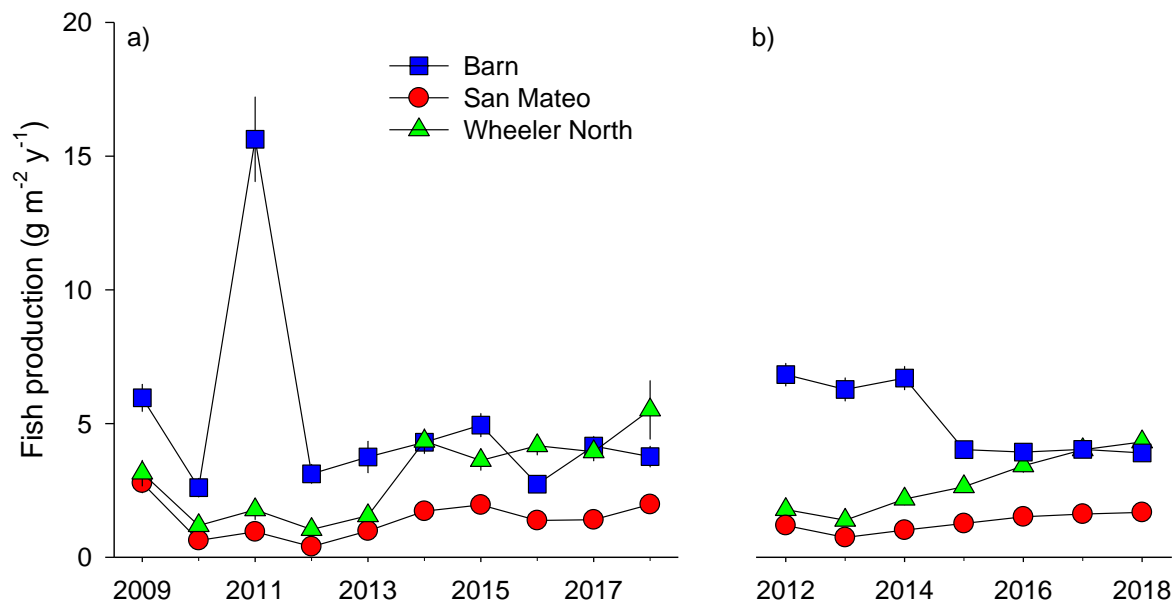 Fish production (g m⁻² y⁻¹)
20
15
10
5
0
a)
Barn
San Mateo
Wheeler North
2009 2011 2013 2015 2017
b)
2012 2014 2016 2018